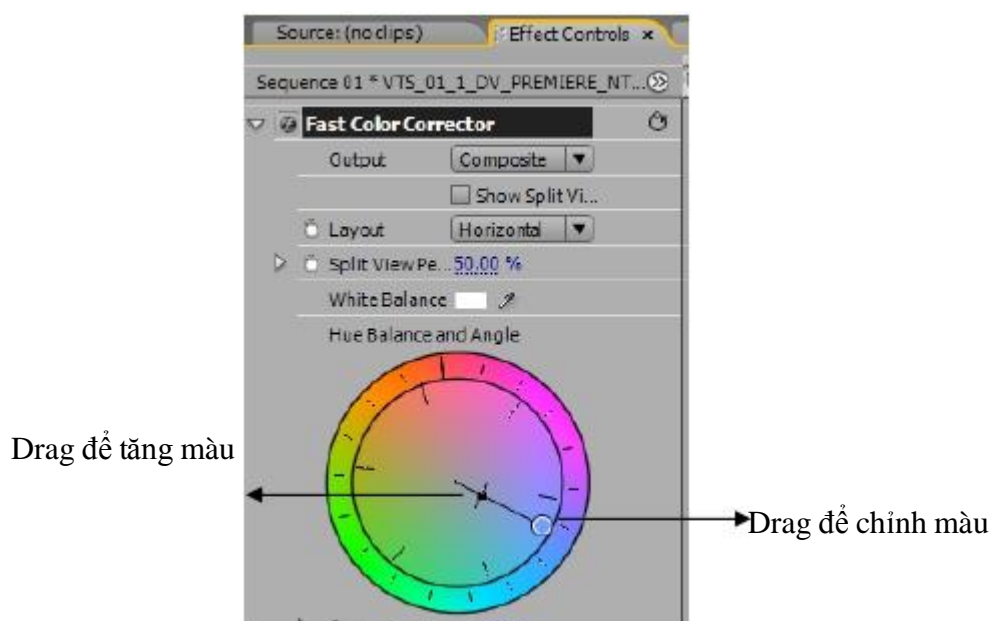 Source: (no clips) Effect Controls ×
Sequence 01 * VTS_01_1_DV_PREMIERE_NT...
Fast Color Corrector
Output Composite
Show Split Vi...
Layout Horizontal
Split View Pe... 50.00 %
White Balance
Hue Balance and Angle
Drag để tăng màu
Drag để chỉnh màu